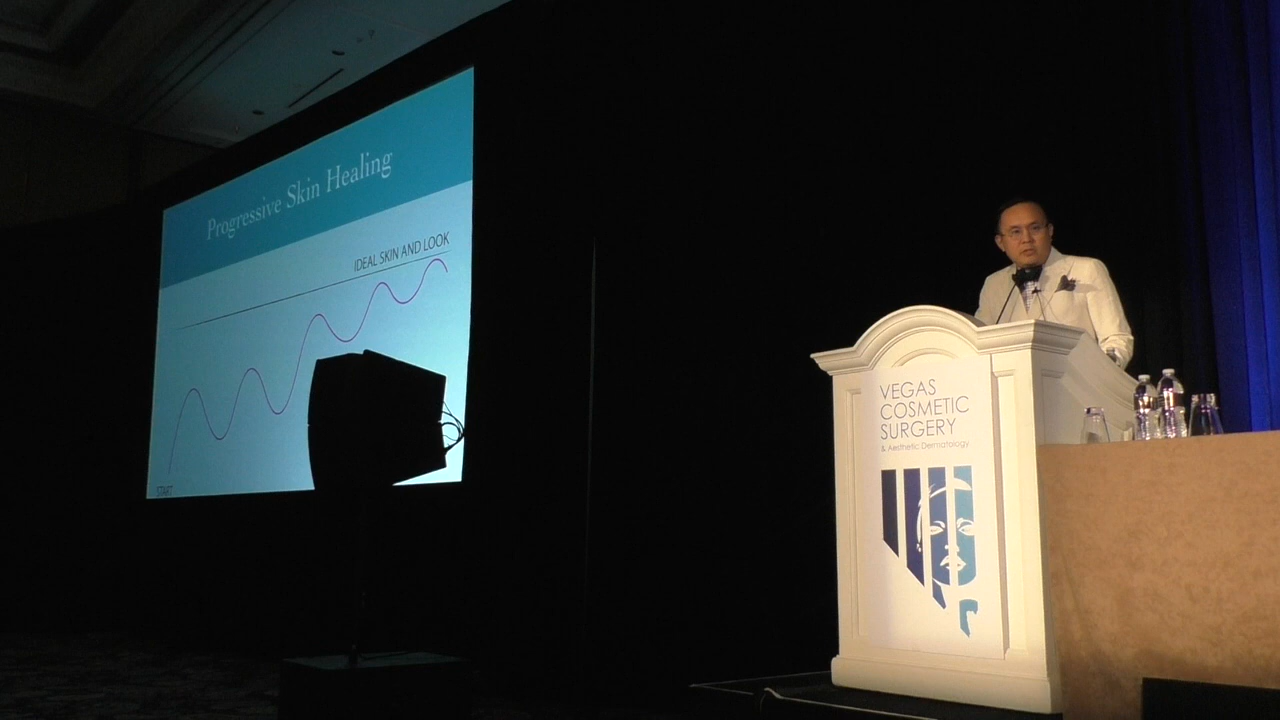 Progressive Skin Healing
IDEAL SKIN AND LOOK
START
VEGAS
COSMETIC
SURGERY
& Aesthetic Dermatology